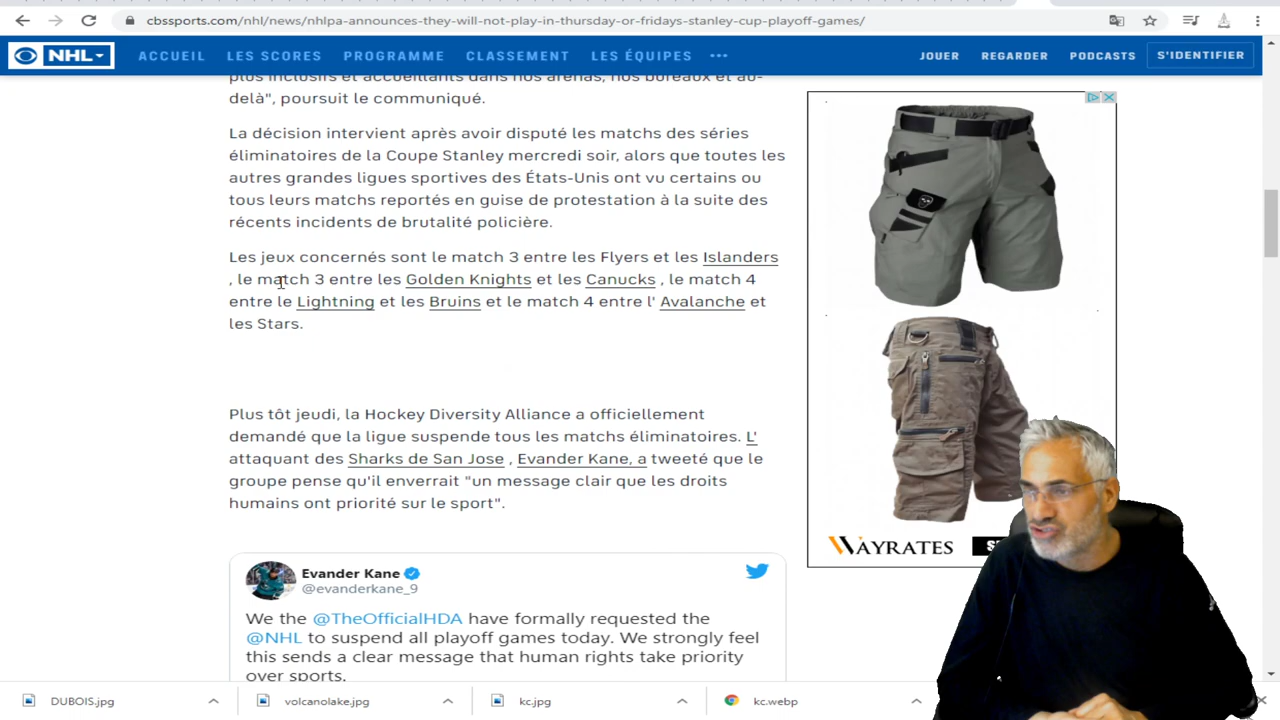 cbssports.com/nhl/news/nhlpa-announces-they-will-not-play-in-thursday-or-fridays-stanley-cup-playoff-games/
NHL ACCUEIL LES SCORES PROGRAMME CLASSEMENT LES ÉQUIPES ••• JOUER REGARDER PODCASTS S'IDENTIFIER
plus inclusifs et accueillants dans nos arénas, nos bureaux et au-
delà", poursuit le communiqué.
La décision intervient après avoir disputé les matchs des séries
éliminatoires de la Coupe Stanley mercredi soir, alors que toutes les
autres grandes ligues sportives des États-Unis ont vu certains ou
tous leurs matchs reportés en guise de protestation à la suite des
récents incidents de brutalité policière.
Les jeux concernés sont le match 3 entre les Flyers et les Islanders
, le match 3 entre les Golden Knights et les Canucks , le match 4
entre le Lightning et les Bruins et le match 4 entre l' Avalanche et
les Stars.
Plus tôt jeudi, la Hockey Diversity Alliance a officiellement
demandé que la ligue suspende tous les matchs éliminatoires. L'
attaquant des Sharks de San Jose , Evander Kane, a tweeté que le
groupe pense qu'il enverrait "un message clair que les droits
humains ont priorité sur le sport".
Evander Kane
@evanderkane_9
We the @TheOfficialHDA have formally requested the
@NHL to suspend all playoff games today. We strongly feel
this sends a clear message that human rights take priority
over sports.
WAYRATES
DUBOIS.jpg
volcanolake.jpg
kc.jpg
kc.webp